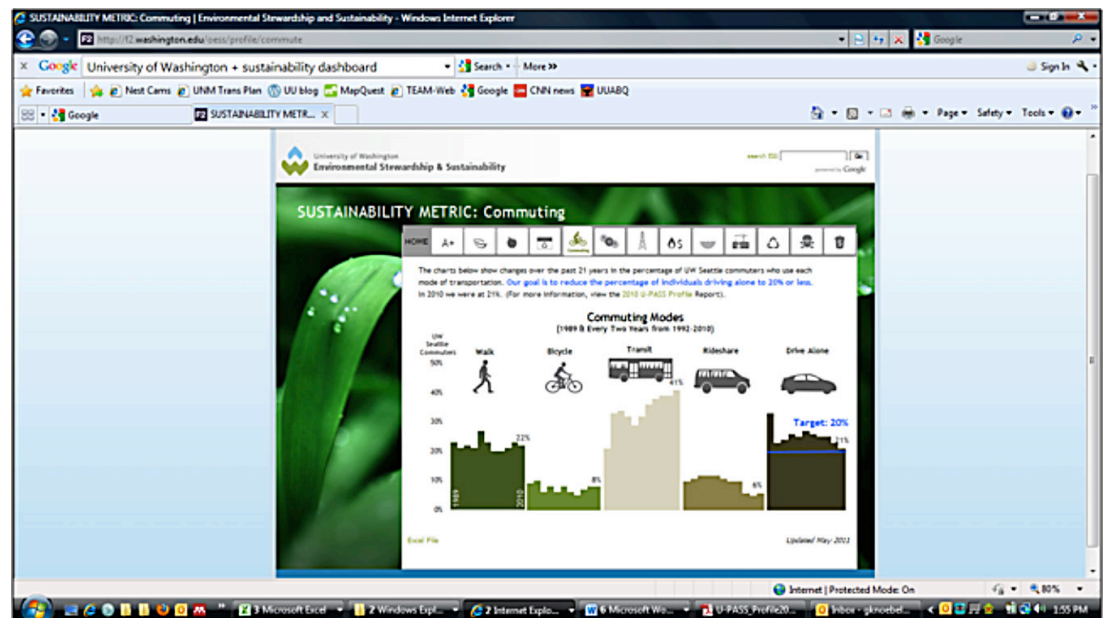 SUSTAINABILITY METRIC: Commuting | Environmental Stewardship and Sustainability - Windows Internet Explorer
http://f2.washington.edu/oess/profile/commute
Google
x Google University of Washington + sustainability dashboard Search More >> Sign In
Favorites Nest Cams UNM Trans Plan UU blog MapQuest TEAM-Web Google CNN news UUABQ
Google SUSTAINABILITY METR... x Page Safety Tools
University of Washington
Environmental Stewardship & Sustainability
Go
powered by Google
SUSTAINABILITY METRIC: Commuting
HOME A+
Commuting
The charts below show changes over the past 21 years in the percentage of UW Seattle commuters who use each
mode of transportation. Our goal is to reduce the percentage of individuals driving alone to 20% or less.
In 2010 we were at 21%. (For more information, view the 2010 U-PASS Profile Report).
Commuting Modes
(1989 & Every Two Years from 1992-2010)
UW
Seattle
Commuters
Walk Bicycle Transit Rideshare Drive Alone
50%
41%
40%
30%
Target: 20%
22%
21%
20%
10%
8%
6%
1989
2010
0%
Excel File
Updated May 2011
Internet | Protected Mode: On 80%
3 Microsoft Excel 2 Windows Expl... 2 Internet Explo... 6 Microsoft Wo... U-PASS_Profile20... Inbox - gknoebel... 1:55 PM